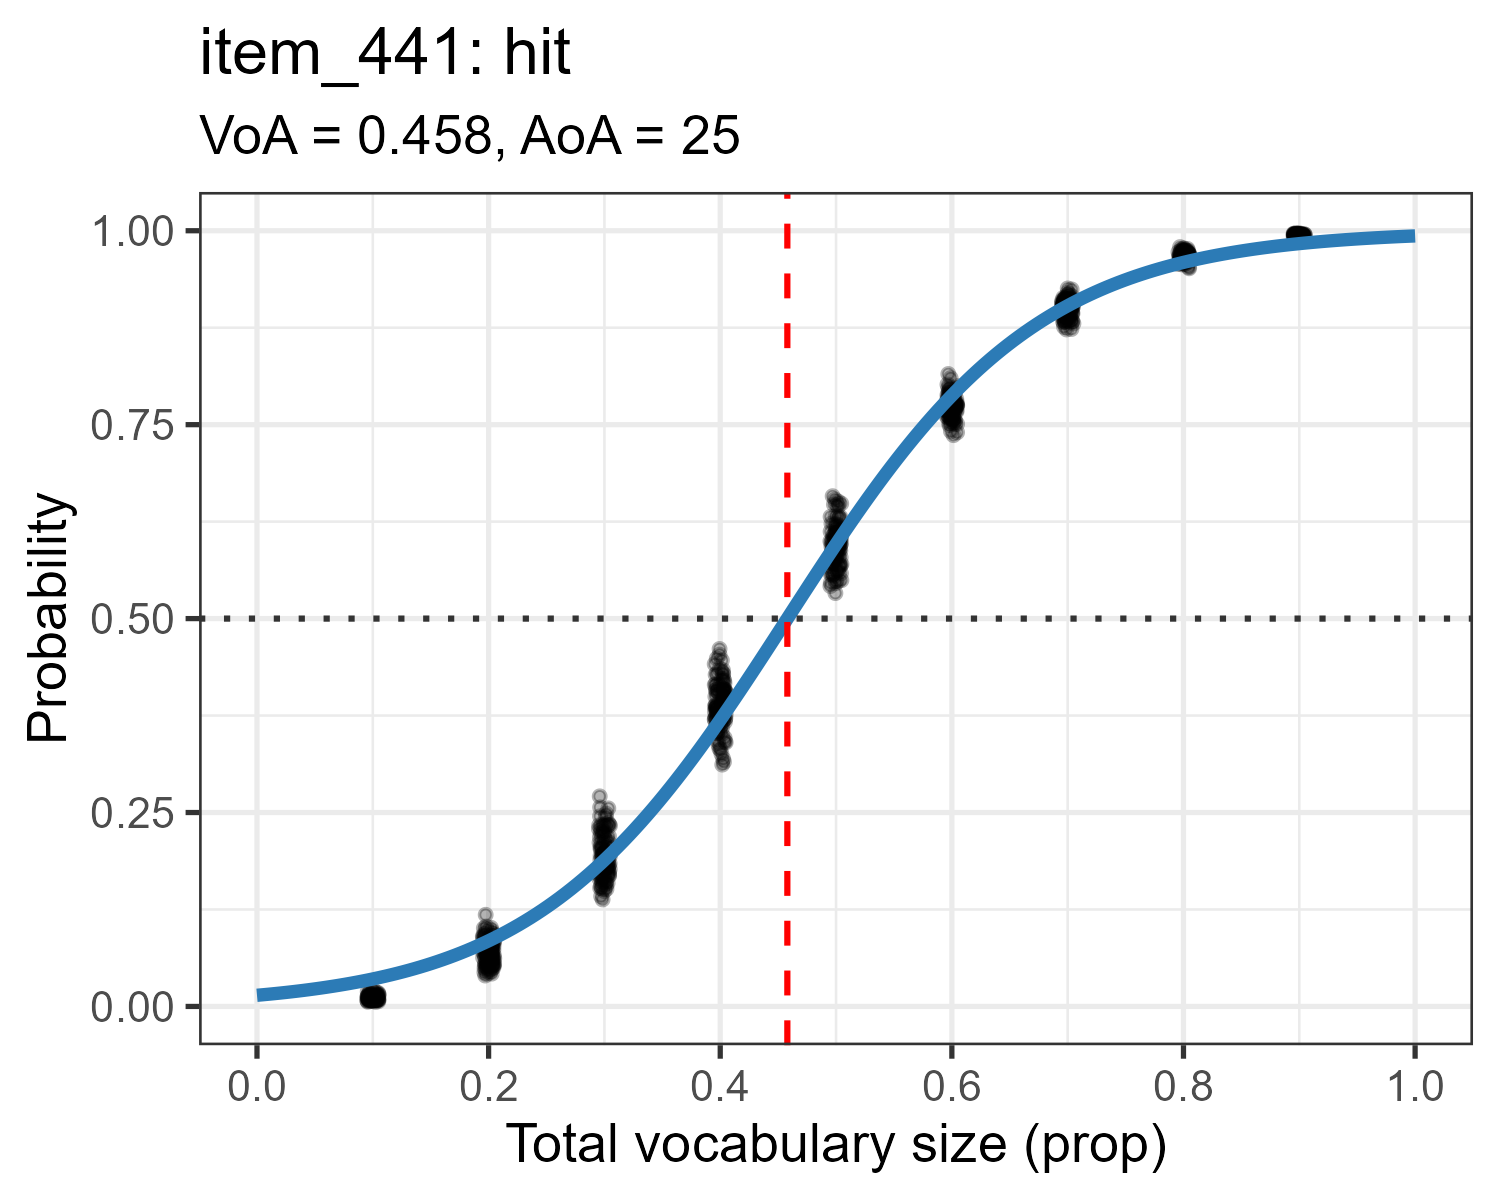 item_441: hit
VoA = 0.458, AoA = 25
1.00
0.75
0.50
0.25
0.00
Probability
0.0 0.2 0.4 0.6 0.8 1.0
Total vocabulary size (prop)